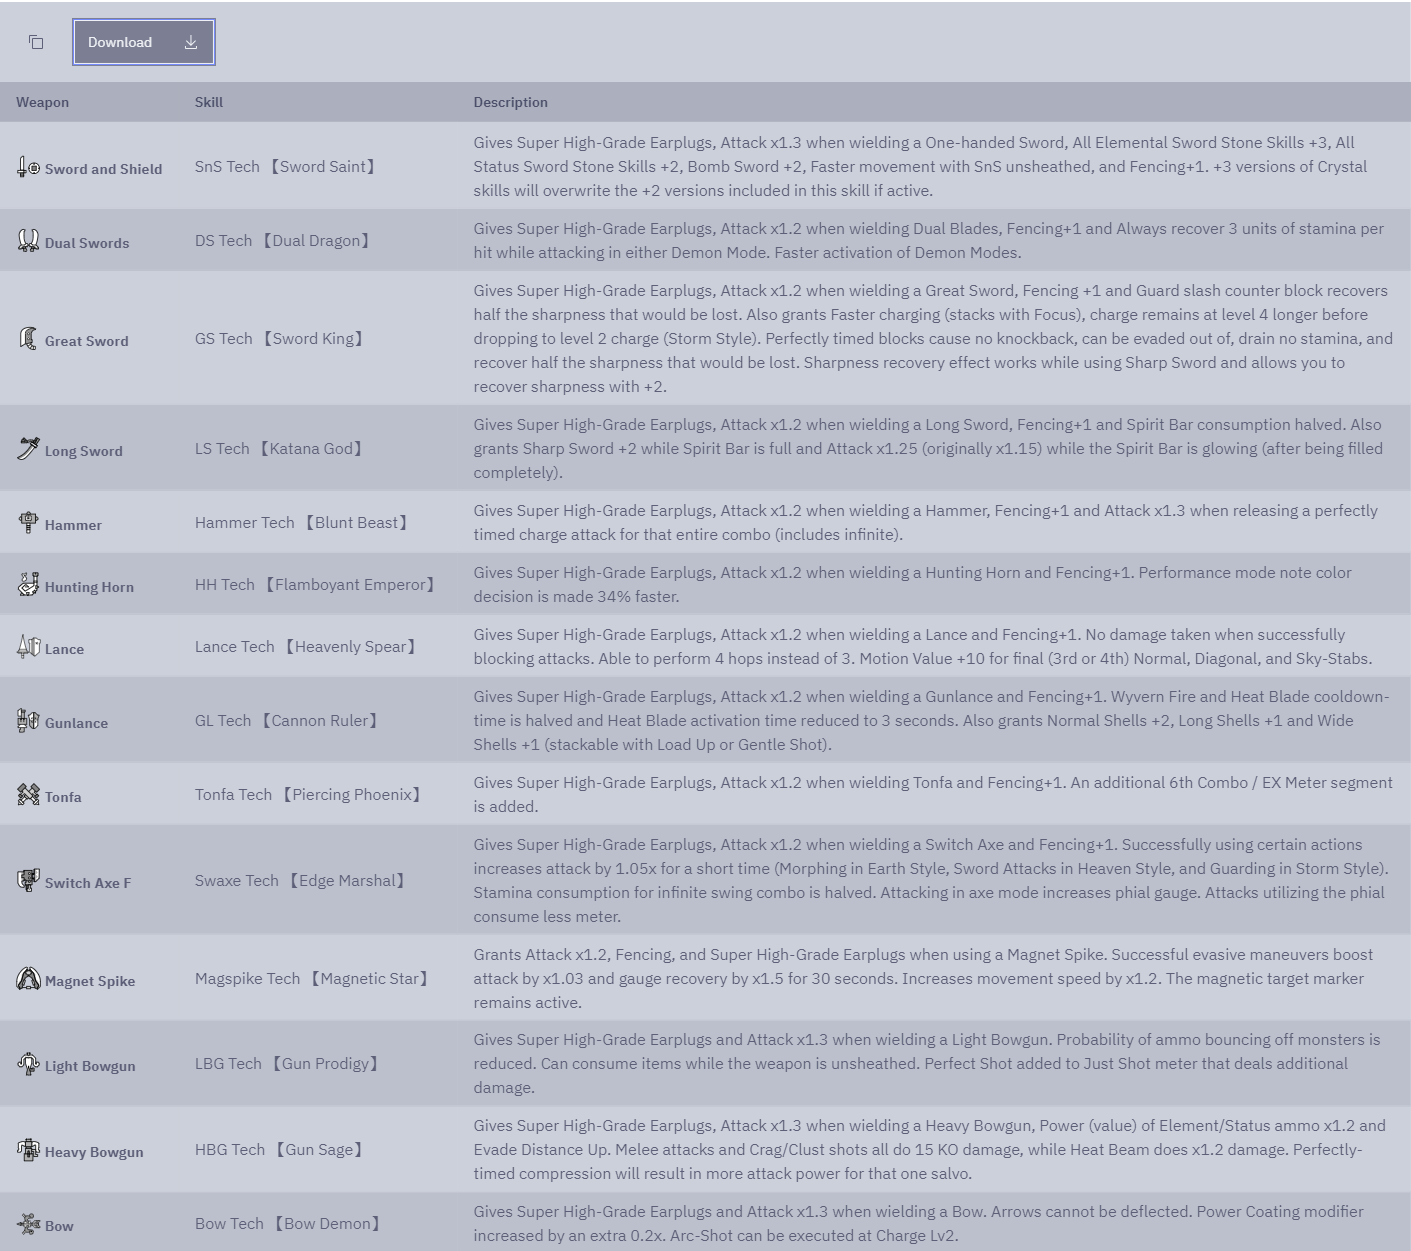 Download
Weapon Skill Description
Gives Super High-Grade Earplugs, Attack x1.3 when wielding a One-handed Sword, All Elemental Sword Stone Skills +3, All
Sword and Shield SnS Tech 【Sword Saint】 Status Sword Stone Skills +2, Bomb Sword +2, Faster movement with SnS unsheathed, and Fencing+1. +3 versions of Crystal
skills will overwrite the +2 versions included in this skill if active.
Dual Swords DS Tech 【Dual Dragon】 Gives Super High-Grade Earplugs, Attack x1.2 when wielding Dual Blades, Fencing+1 and Always recover 3 units of stamina per
hit while attacking in either Demon Mode. Faster activation of Demon Modes.
Gives Super High-Grade Earplugs, Attack x1.2 when wielding a Great Sword, Fencing +1 and Guard slash counter block recovers
half the sharpness that would be lost. Also grants Faster charging (stacks with Focus), charge remains at level 4 longer before
Great Sword GS Tech 【Sword King】 dropping to level 2 charge (Storm Style). Perfectly timed blocks cause no knockback, can be evaded out of, drain no stamina, and
recover half the sharpness that would be lost. Sharpness recovery effect works while using Sharp Sword and allows you to
recover sharpness with +2.
Gives Super High-Grade Earplugs, Attack x1.2 when wielding a Long Sword, Fencing+1 and Spirit Bar consumption halved. Also
Long Sword LS Tech 【Katana God】 grants Sharp Sword +2 while Spirit Bar is full and Attack x1.25 (originally x1.15) while the Spirit Bar is glowing (after being filled
completely).
Hammer Hammer Tech 【Blunt Beast】 Gives Super High-Grade Earplugs, Attack x1.2 when wielding a Hammer, Fencing+1 and Attack x1.3 when releasing a perfectly
timed charge attack for that entire combo (includes infinite).
Hunting Horn HH Tech 【Flamboyant Emperor】 Gives Super High-Grade Earplugs, Attack x1.2 when wielding a Hunting Horn and Fencing+1. Performance mode note color
decision is made 34% faster.
Lance Lance Tech 【Heavenly Spear】 Gives Super High-Grade Earplugs, Attack x1.2 when wielding a Lance and Fencing+1. No damage taken when successfully
blocking attacks. Able to perform 4 hops instead of 3. Motion Value +10 for final (3rd or 4th) Normal, Diagonal, and Sky-Stabs.
Gives Super High-Grade Earplugs, Attack x1.2 when wielding a Gunlance and Fencing+1. Wyvern Fire and Heat Blade cooldown-
Gunlance GL Tech 【Cannon Ruler】 time is halved and Heat Blade activation time reduced to 3 seconds. Also grants Normal Shells +2, Long Shells +1 and Wide
Shells +1 (stackable with Load Up or Gentle Shot).
Tonfa Tonfa Tech 【Piercing Phoenix】 Gives Super High-Grade Earplugs, Attack x1.2 when wielding Tonfa and Fencing+1. An additional 6th Combo / EX Meter segment
is added.
Gives Super High-Grade Earplugs, Attack x1.2 when wielding a Switch Axe and Fencing+1. Successfully using certain actions
increases attack by 1.05x for a short time (Morphing in Earth Style, Sword Attacks in Heaven Style, and Guarding in Storm Style).
Switch Axe F Swaxe Tech 【Edge Marshal】 Stamina consumption for infinite swing combo is halved. Attacking in axe mode increases phial gauge. Attacks utilizing the phial
consume less meter.
Grants Attack x1.2, Fencing, and Super High-Grade Earplugs when using a Magnet Spike. Successful evasive maneuvers boost
Magnet Spike Magspike Tech 【Magnetic Star】 attack by x1.03 and gauge recovery by x1.5 for 30 seconds. Increases movement speed by x1.2. The magnetic target marker
remains active.
Gives Super High-Grade Earplugs and Attack x1.3 when wielding a Light Bowgun. Probability of ammo bouncing off monsters is
Light Bowgun LBG Tech 【Gun Prodigy】 reduced. Can consume items while the weapon is unsheathed. Perfect Shot added to Just Shot meter that deals additional
damage.
Gives Super High-Grade Earplugs, Attack x1.3 when wielding a Heavy Bowgun, Power (value) of Element/Status ammo x1.2 and
Heavy Bowgun HBG Tech 【Gun Sage】 Evade Distance Up. Melee attacks and Crag/Clust shots all do 15 KO damage, while Heat Beam does x1.2 damage. Perfectly-
timed compression will result in more attack power for that one salvo.
Bow Bow Tech 【Bow Demon】 Gives Super High-Grade Earplugs and Attack x1.3 when wielding a Bow. Arrows cannot be deflected. Power Coating modifier
increased by an extra 0.2x. Arc-Shot can be executed at Charge Lv2.